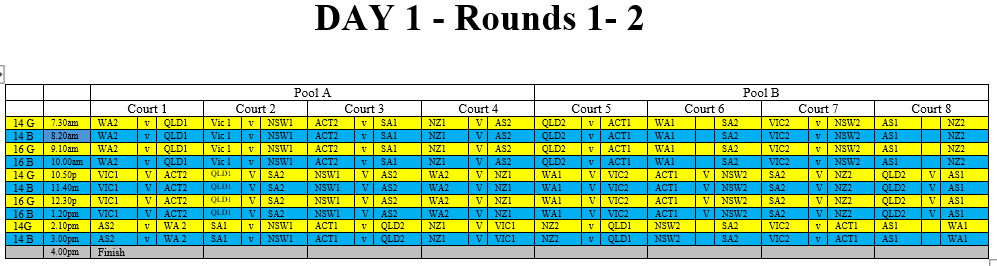 DAY 1 - Rounds 1- 2
Pool A Pool B
Court 1 Court 2 Court 3 Court 4 Court 5 Court 6 Court 7 Court 8
14 G 7.30am WA2 v QLD1 Vic 1 v NSW1 ACT2 v SA1 NZ1 V AS2 QLD2 v ACT1 WA1 SA2 VIC2 v NSW2 AS1 NZ2
14 B 8.20am WA2 v QLD1 Vic 1 v NSW1 ACT2 v SA1 NZ1 V AS2 QLD2 v ACT1 WA1 SA2 VIC2 v NSW2 AS1 NZ2
16 G 9.10am WA2 v QLD1 Vic 1 v NSW1 ACT2 v SA1 NZ1 V AS2 QLD2 v ACT1 WA1 SA2 VIC2 v NSW2 AS1 NZ2
16 B 10.00am WA2 v QLD1 Vic 1 v NSW1 ACT2 v SA1 NZ1 V AS2 QLD2 v ACT1 WA1 SA2 VIC2 v NSW2 AS1 NZ2
14 G 10.50p VIC1 V ACT2 QLD1 V SA2 NSW1 V AS2 WA2 V NZ1 WA1 V VIC2 ACT1 V NSW2 SA2 V NZ2 QLD2 V AS1
14 B 11.40m VIC1 V ACT2 QLD1 V SA2 NSW1 V AS2 WA2 V NZ1 WA1 V VIC2 ACT1 V NSW2 SA2 V NZ2 QLD2 V AS1
16 G 12.30p VIC1 V ACT2 QLD1 V SA2 NSW1 V AS2 WA2 V NZ1 WA1 V VIC2 ACT1 V NSW2 SA2 V NZ2 QLD2 V AS1
16 B 1.20pm VIC1 V ACT2 QLD1 V SA2 NSW1 V AS2 WA2 V NZ1 WA1 V VIC2 ACT1 V NSW2 SA2 V NZ2 QLD2 V AS1
14G 2.10pm AS2 v WA 2 SA1 v NSW1 ACT1 v QLD2 NZ1 V VIC1 NZ2 v QLD1 NSW2 V SA2 VIC2 v ACT1 AS1 WA1
14 B 3.00pm AS2 v WA 2 SA1 v NSW1 ACT1 v QLD2 NZ1 V VIC1 NZ2 v QLD1 NSW2 V SA2 VIC2 v ACT1 AS1 WA1
4.00pm Finish